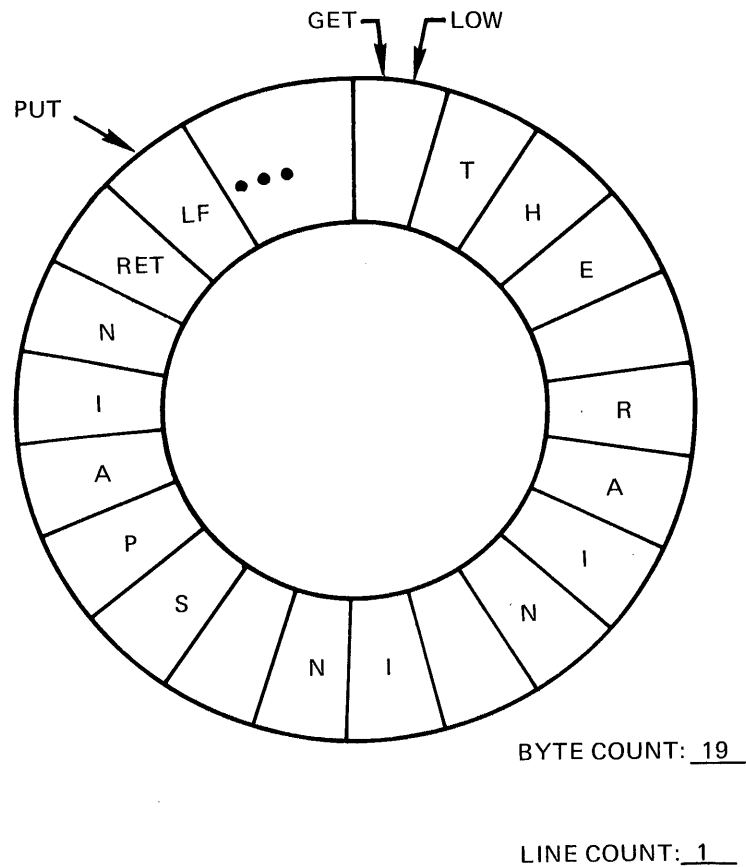 GET LOW
PUT
T
H
E
R
A
I
N
I
N
S
P
A
I
N
RET
LF
BYTE COUNT: 19
LINE COUNT: 1